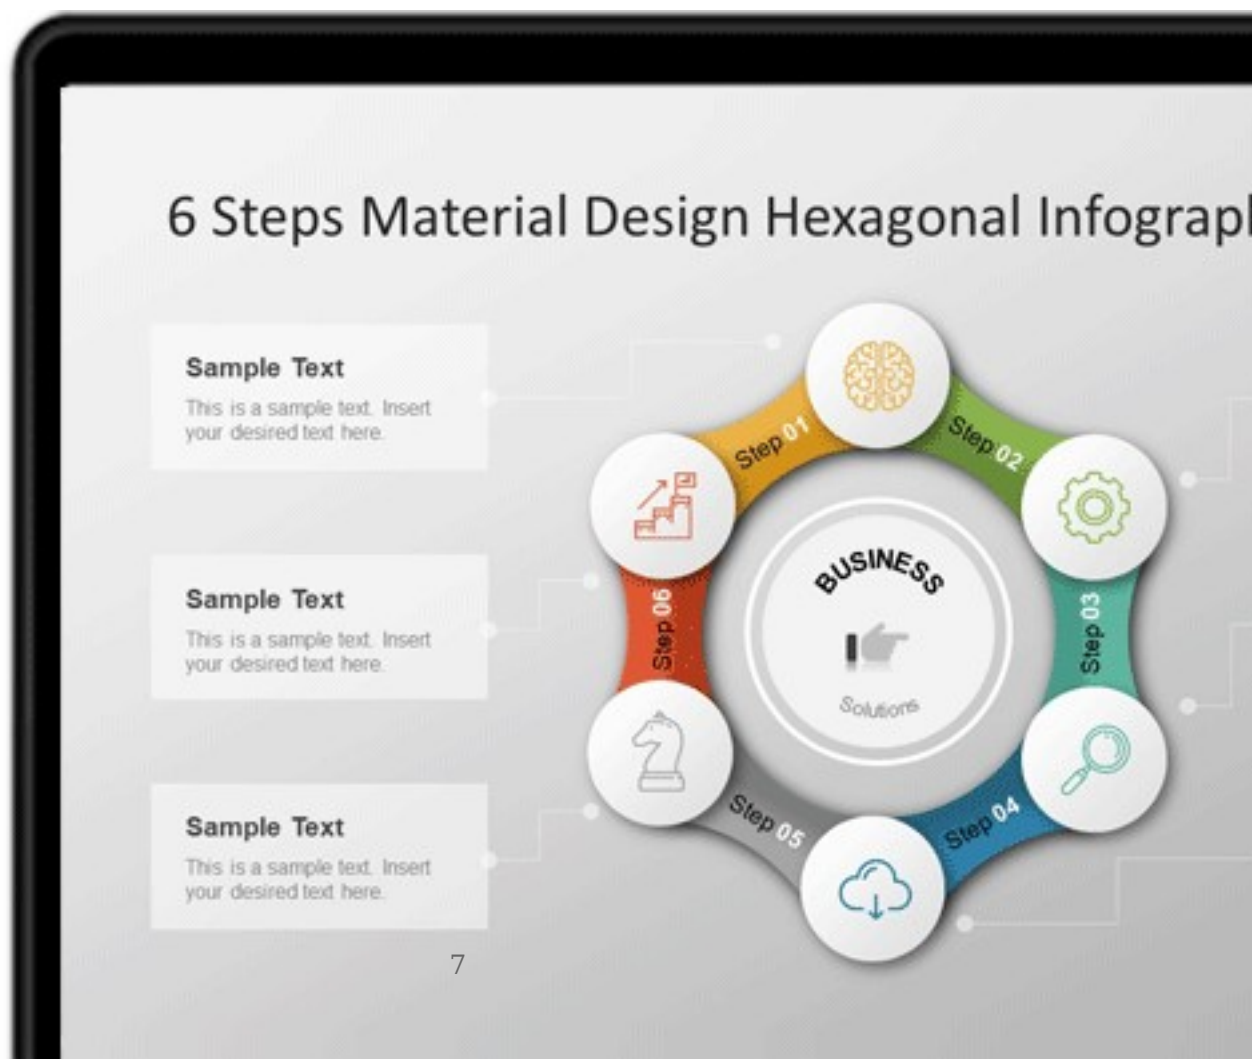 6 Steps Material Design Hexagonal Infograph
Sample Text
This is a sample text. Insert
your desired text here.
Sample Text
This is a sample text. Insert
your desired text here.
Sample Text
This is a sample text. Insert
your desired text here.
Step 01
Step 02
Step 03
Step 04
Step 05
Step 06
BUSINESS
Solutions
7